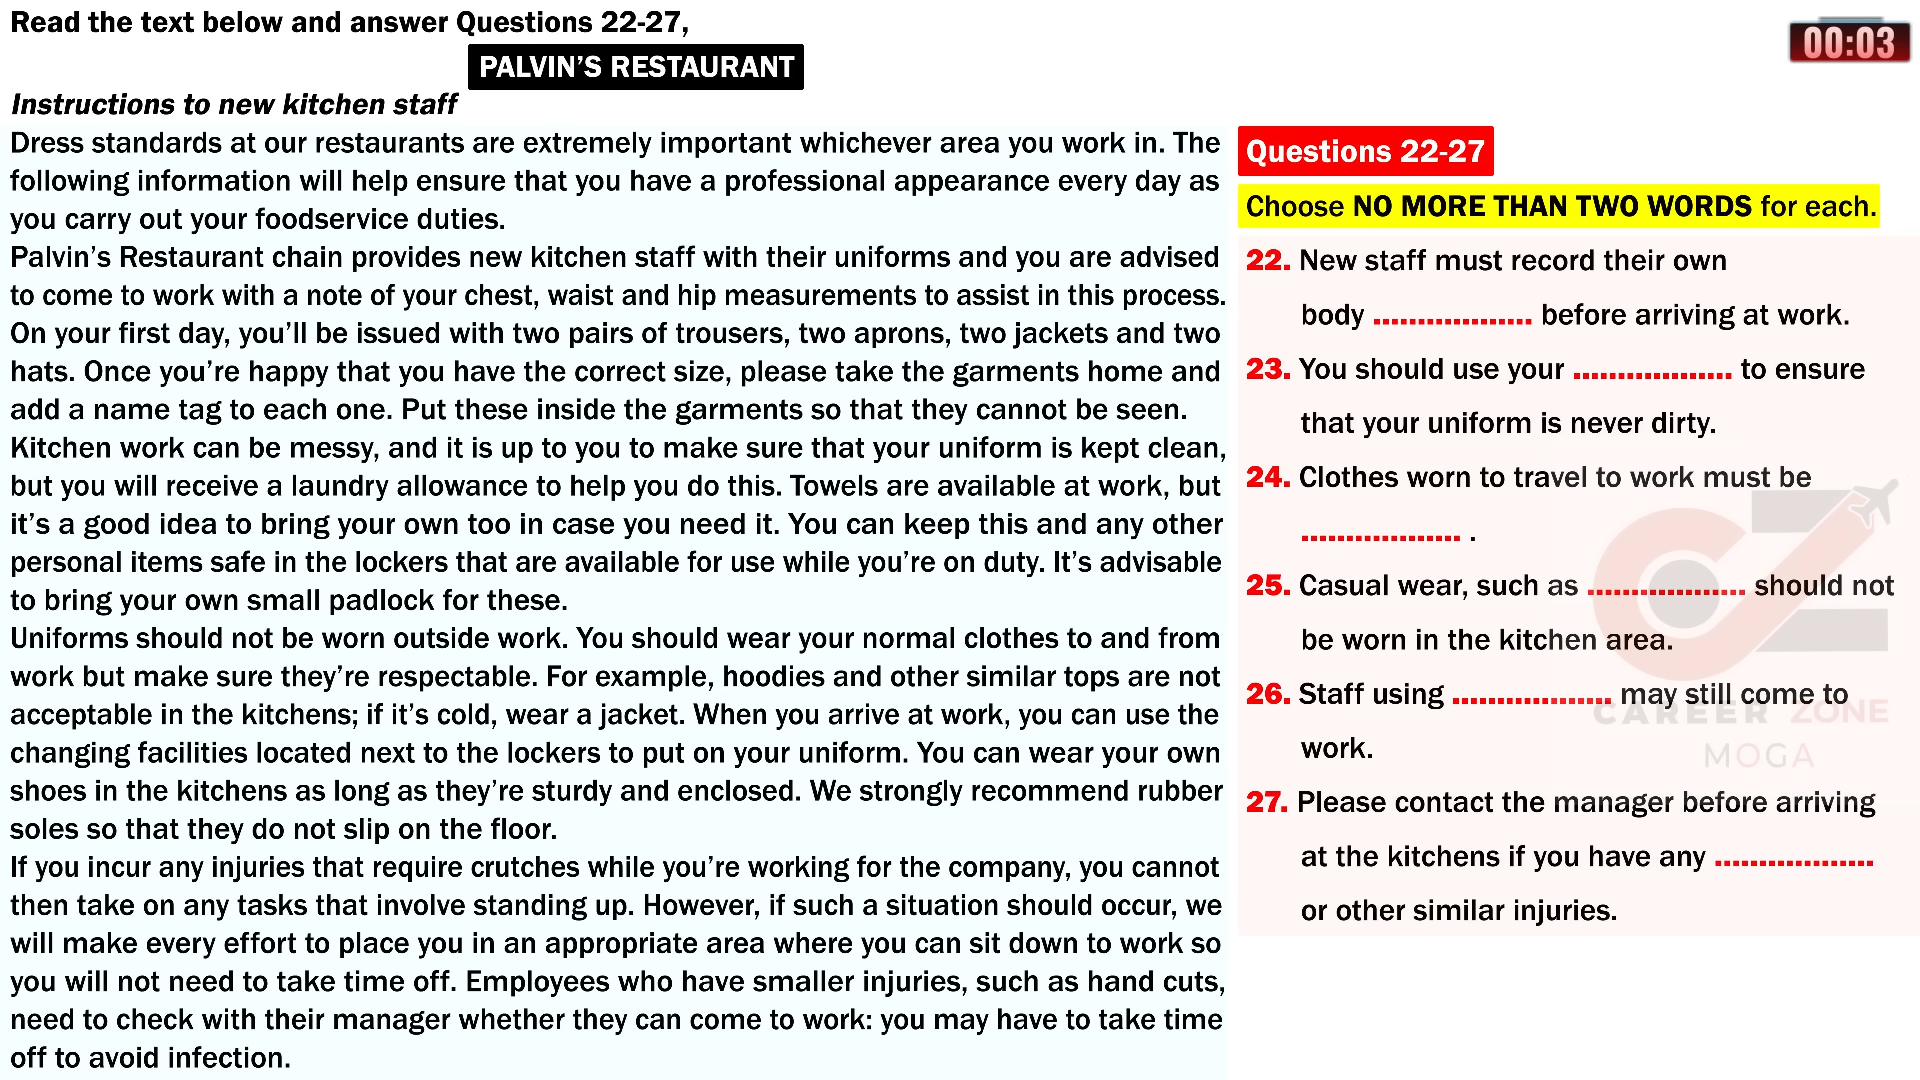 Read the text below and answer Questions 22-27,
PALVIN’S RESTAURANT
Instructions to new kitchen staff
Dress standards at our restaurants are extremely important whichever area you work in. The
following information will help ensure that you have a professional appearance every day as
you carry out your foodservice duties.
Palvin’s Restaurant chain provides new kitchen staff with their uniforms and you are advised
to come to work with a note of your chest, waist and hip measurements to assist in this process.
On your first day, you’ll be issued with two pairs of trousers, two aprons, two jackets and two
hats. Once you’re happy that you have the correct size, please take the garments home and
add a name tag to each one. Put these inside the garments so that they cannot be seen.
Kitchen work can be messy, and it is up to you to make sure that your uniform is kept clean,
but you will receive a laundry allowance to help you do this. Towels are available at work, but
it’s a good idea to bring your own too in case you need it. You can keep this and any other
personal items safe in the lockers that are available for use while you’re on duty. It’s advisable
to bring your own small padlock for these.
Uniforms should not be worn outside work. You should wear your normal clothes to and from
work but make sure they’re respectable. For example, hoodies and other similar tops are not
acceptable in the kitchens; if it’s cold, wear a jacket. When you arrive at work, you can use the
changing facilities located next to the lockers to put on your uniform. You can wear your own
shoes in the kitchens as long as they’re sturdy and enclosed. We strongly recommend rubber
soles so that they do not slip on the floor.
If you incur any injuries that require crutches while you’re working for the company, you cannot
then take on any tasks that involve standing up. However, if such a situation should occur, we
will make every effort to place you in an appropriate area where you can sit down to work so
you will not need to take time off. Employees who have smaller injuries, such as hand cuts,
need to check with their manager whether they can come to work: you may have to take time
off to avoid infection.
00:03
Questions 22-27
Choose NO MORE THAN TWO WORDS for each.
22. New staff must record their own
body .................. before arriving at work.
23. You should use your .................. to ensure
that your uniform is never dirty.
24. Clothes worn to travel to work must be
.................. .
25. Casual wear, such as .................. should not
be worn in the kitchen area.
26. Staff using .................. may still come to
work.
27. Please contact the manager before arriving
at the kitchens if you have any ..................
or other similar injuries.
CAREER ZONE
MOGA